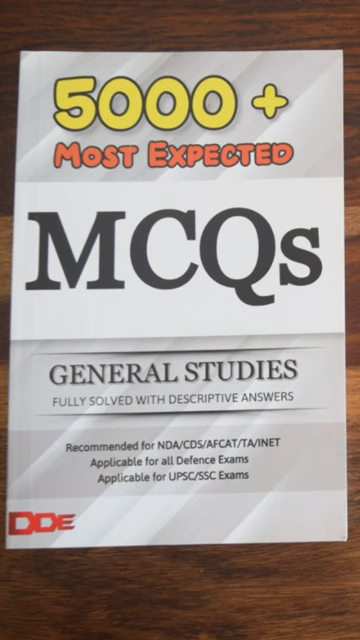 5000 +
MOST EXPECTED
MCQs
GENERAL STUDIES
FULLY SOLVED WITH DESCRIPTIVE ANSWERS
Recommended for NDA/CDS/AFCAT/TA/INET
Applicable for all Defence Exams
Applicable for UPSC/SSC Exams
DDE